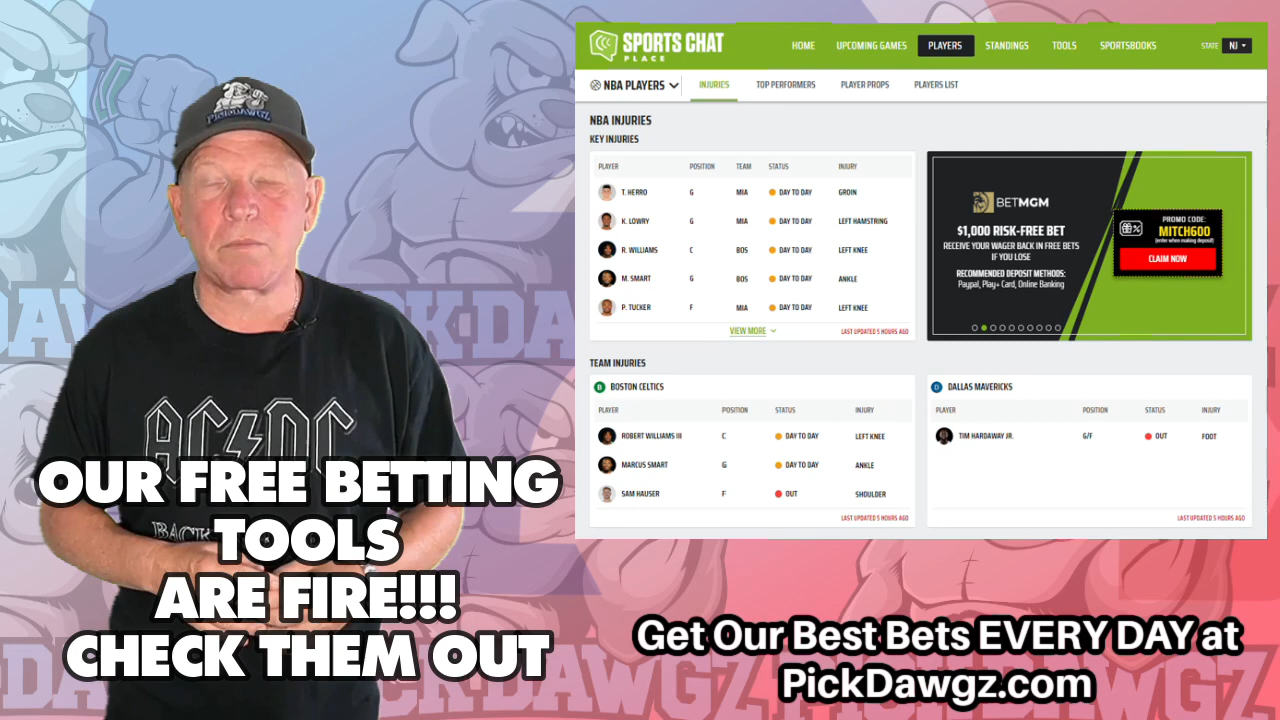 SPORTS CHAT
PLACE
HOME UPCOMING GAMES PLAYERS STANDINGS TOOLS SPORTSBOOKS STATE NJ
NBA PLAYERS INJURIES TOP PERFORMERS PLAYER PROPS PLAYERS LIST
NBA INJURIES
KEY INJURIES
PLAYER POSITION TEAM STATUS INJURY
T. HERRO G MIA DAY TO DAY GROIN
K. LOWRY G MIA DAY TO DAY LEFT HAMSTRING
R. WILLIAMS C BOS DAY TO DAY LEFT KNEE
M. SMART G BOS DAY TO DAY ANKLE
P. TUCKER F MIA DAY TO DAY LEFT KNEE
VIEW MORE LAST UPDATED 5 HOURS AGO
BETMGM
$1,000 RISK-FREE BET
RECEIVE YOUR WAGER BACK IN FREE BETS
IF YOU LOSE
RECOMMENDED DEPOSIT METHODS:
Paypal, Play+ Card, Online Banking
PROMO CODE:
MITCH600
(enter when making deposit)
CLAIM NOW
TEAM INJURIES
B BOSTON CELTICS
PLAYER POSITION STATUS INJURY
ROBERT WILLIAMS III C DAY TO DAY LEFT KNEE
MARCUS SMART G DAY TO DAY ANKLE
SAM HAUSER F OUT SHOULDER
LAST UPDATED 5 HOURS AGO
D DALLAS MAVERICKS
PLAYER POSITION STATUS INJURY
TIM HARDAWAY JR. G/F OUT FOOT
LAST UPDATED 5 HOURS AGO
PICKDAWGZ
AC DC
BACK
OUR FREE BETTING
TOOLS
ARE FIRE!!!
CHECK THEM OUT
Get Our Best Bets EVERY DAY at
PickDawgz.com